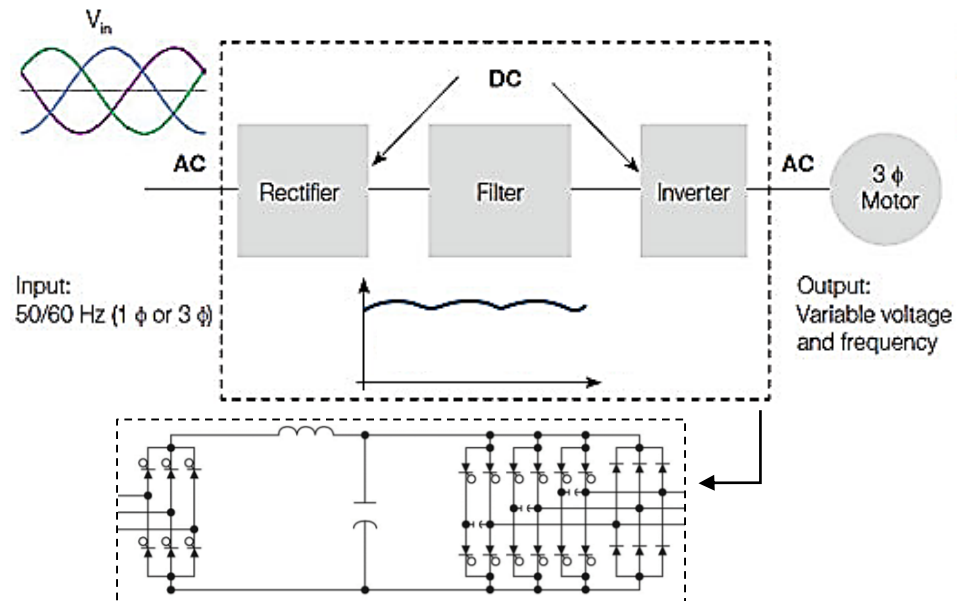 V_in
DC
AC
Rectifier
Filter
Inverter
AC
3 ϕ
Motor
Input:
50/60 Hz (1 ϕ or 3 ϕ)
Output:
Variable voltage
and frequency